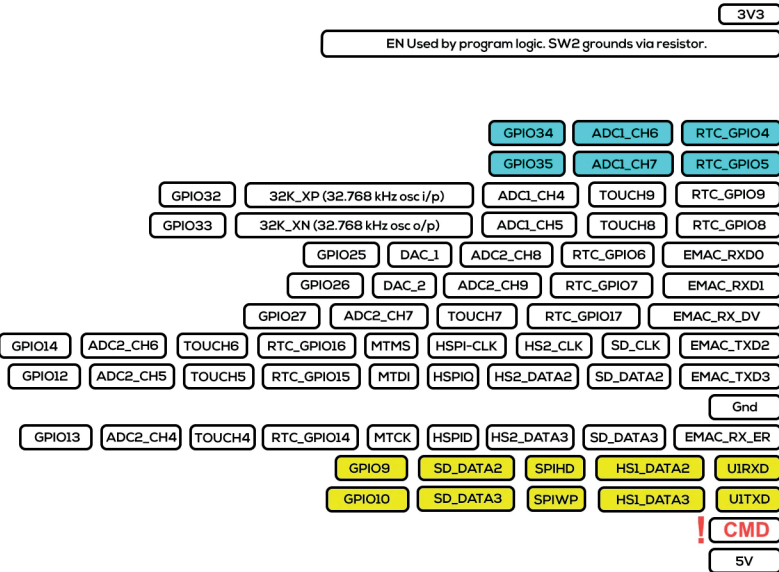 3V3
EN Used by program logic. SW2 grounds via resistor.
GPIO34 ADC1_CH6 RTC_GPIO4
GPIO35 ADC1_CH7 RTC_GPIO5
GPIO32 32K_XP (32.768 kHz osc i/p) ADC1_CH4 TOUCH9 RTC_GPIO9
GPIO33 32K_XN (32.768 kHz osc o/p) ADC1_CH5 TOUCH8 RTC_GPIO8
GPIO25 DAC_1 ADC2_CH8 RTC_GPIO6 EMAC_RXD0
GPIO26 DAC_2 ADC2_CH9 RTC_GPIO7 EMAC_RXD1
GPIO27 ADC2_CH7 TOUCH7 RTC_GPIO17 EMAC_RX_DV
GPIO14 ADC2_CH6 TOUCH6 RTC_GPIO16 MTMS HSPI-CLK HS2_CLK SD_CLK EMAC_TXD2
GPIO12 ADC2_CH5 TOUCH5 RTC_GPIO15 MTDI HSPIQ HS2_DATA2 SD_DATA2 EMAC_TXD3
Gnd
GPIO13 ADC2_CH4 TOUCH4 RTC_GPIO14 MTCK HSPID HS2_DATA3 SD_DATA3 EMAC_RX_ER
GPIO9 SD_DATA2 SPIHD HS1_DATA2 U1RXD
GPIO10 SD_DATA3 SPIWP HS1_DATA3 U1TXD
! CMD
5V